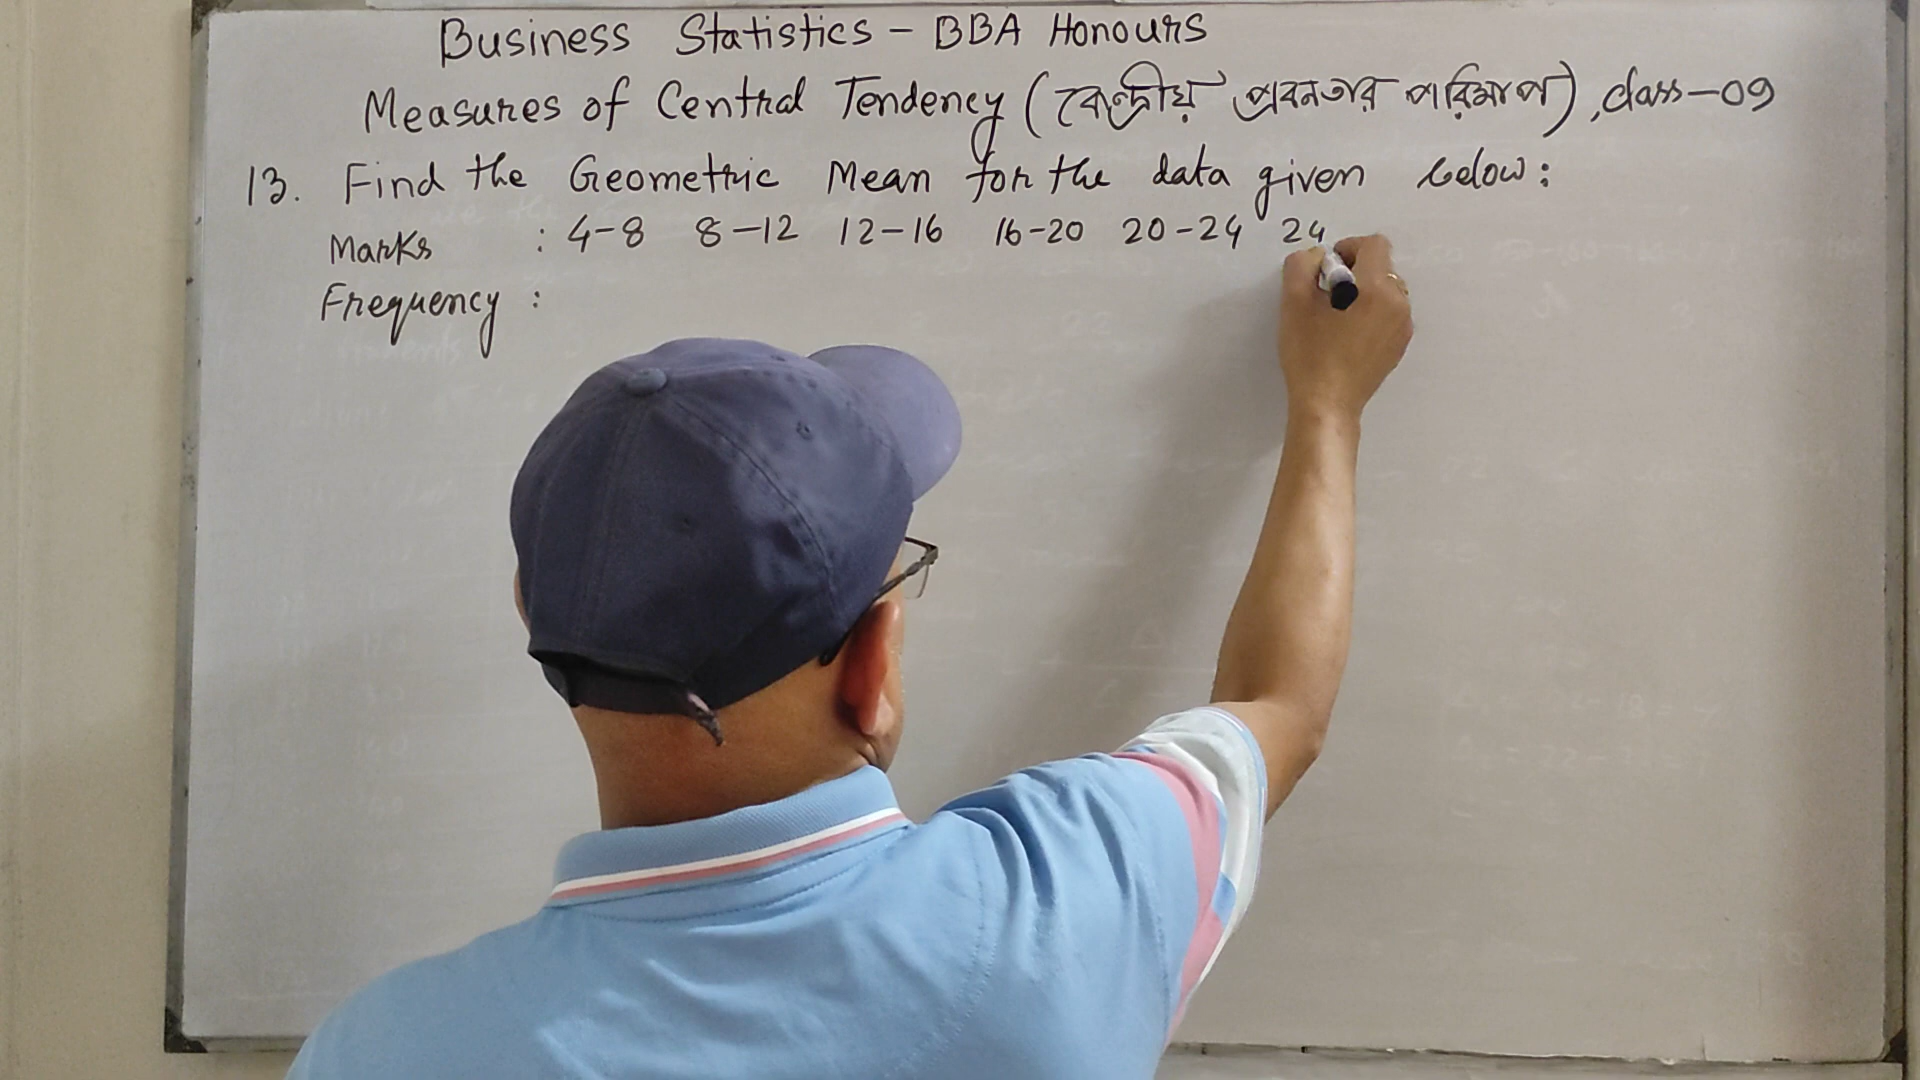 Business Statistics - BBA Honours
Measures of Central Tendency (কেন্দ্রীয় প্রবনতার পরিমাপ), class-09
13. Find the Geometric Mean for the data given below:
Marks : 4-8 8-12 12-16 16-20 20-24 24
Frequency :